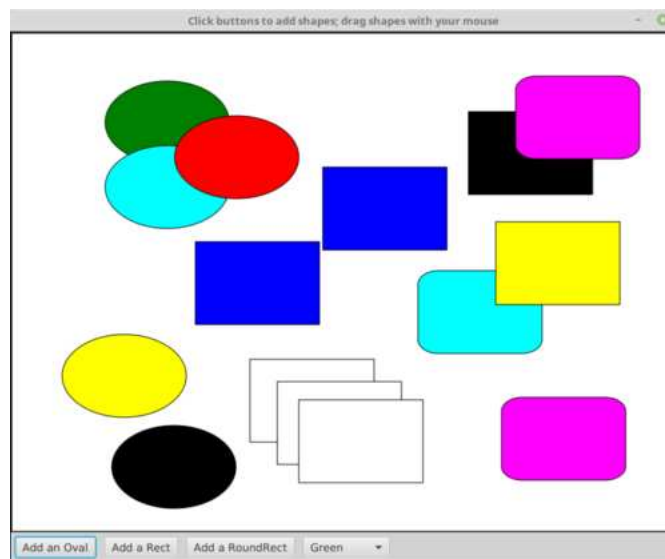 Click buttons to add shapes; drag shapes with your mouse
Add an Oval Add a Rect Add a RoundRect Green